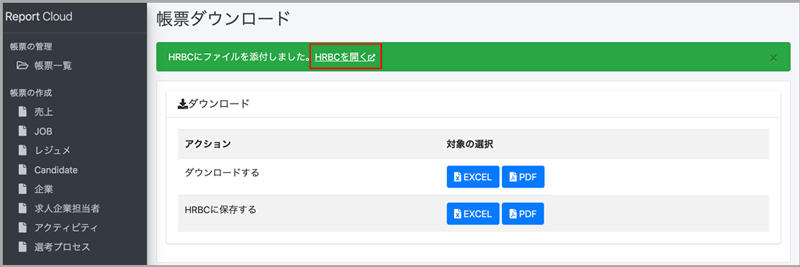 Report Cloud
帳票の管理
帳票一覧
帳票の作成
売上
JOB
レジュメ
Candidate
企業
求人企業担当者
アクティビティ
選考プロセス
帳票ダウンロード
HRBCにファイルを添付しました。HRBCを開く
×
ダウンロード
アクション 対象の選択
ダウンロードする EXCEL PDF
HRBCに保存する EXCEL PDF